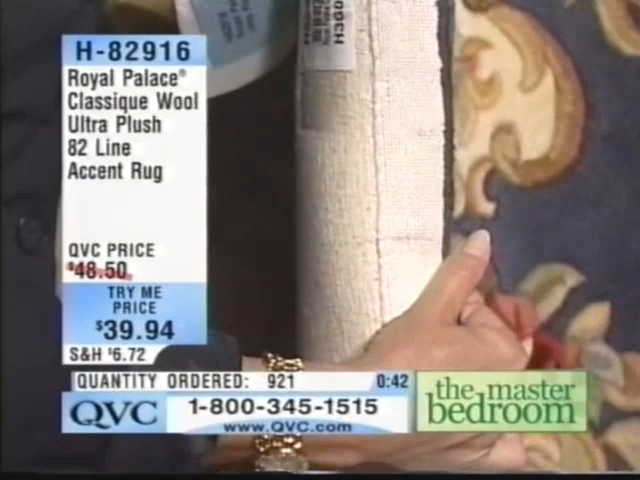 H-82916
Royal Palace®
Classique Wool
Ultra Plush
82 Line
Accent Rug
QVC PRICE
$48.50
TRY ME
PRICE
$39.94
S&H $6.72
QUANTITY ORDERED: 921 0:42
QVC 1-800-345-1515
www.QVC.com
the master
bedroom